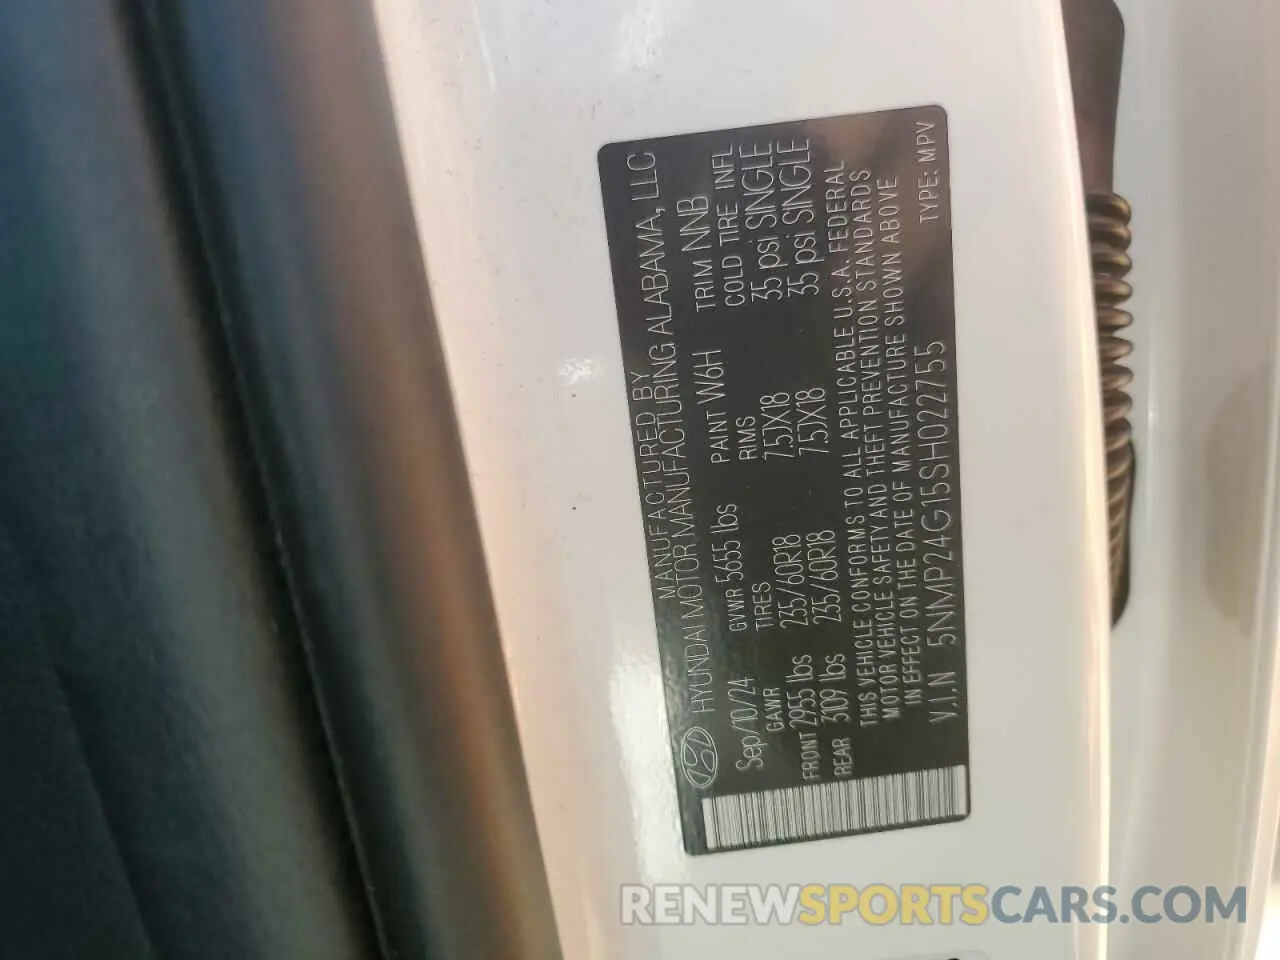 MANUFACTURED BY
HYUNDAI MOTOR MANUFACTURING ALABAMA, LLC
Sep/10/24 GVWR 5655 lbs PAINT W6H TRIM NNB
GAWR TIRES RIMS COLD TIRE INFL
FRONT 2955 lbs 235/60R18 7.5JX18 35 psi SINGLE
REAR 3109 lbs 235/60R18 7.5JX18 35 psi SINGLE
THIS VEHICLE CONFORMS TO ALL APPLICABLE U.S.A. FEDERAL
MOTOR VEHICLE SAFETY AND THEFT PREVENTION STANDARDS
IN EFFECT ON THE DATE OF MANUFACTURE SHOWN ABOVE
V.I.N 5NMP24G15SH022755 TYPE: MPV
RENEWSPORTSCARS.COM